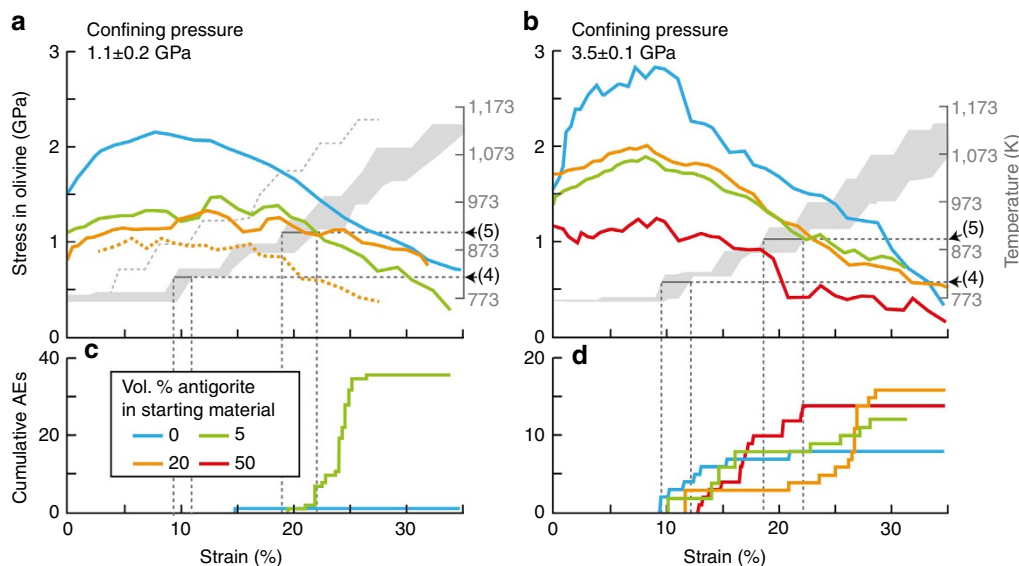 a
Confining pressure
1.1±0.2 GPa
b
Confining pressure
3.5±0.1 GPa
Stress in olivine (GPa)
3
2
1
0
1,173
1,073
973
873
773
(5)
(4)
3
2
1
0
1,173
1,073
973
873
773
(5)
(4)
Temperature (K)
c
Cumulative AEs
40
20
0
Vol. % antigorite
in starting material
0 5
20 50
0 10 20 30
Strain (%)
d
20
10
0
0 10 20 30
Strain (%)